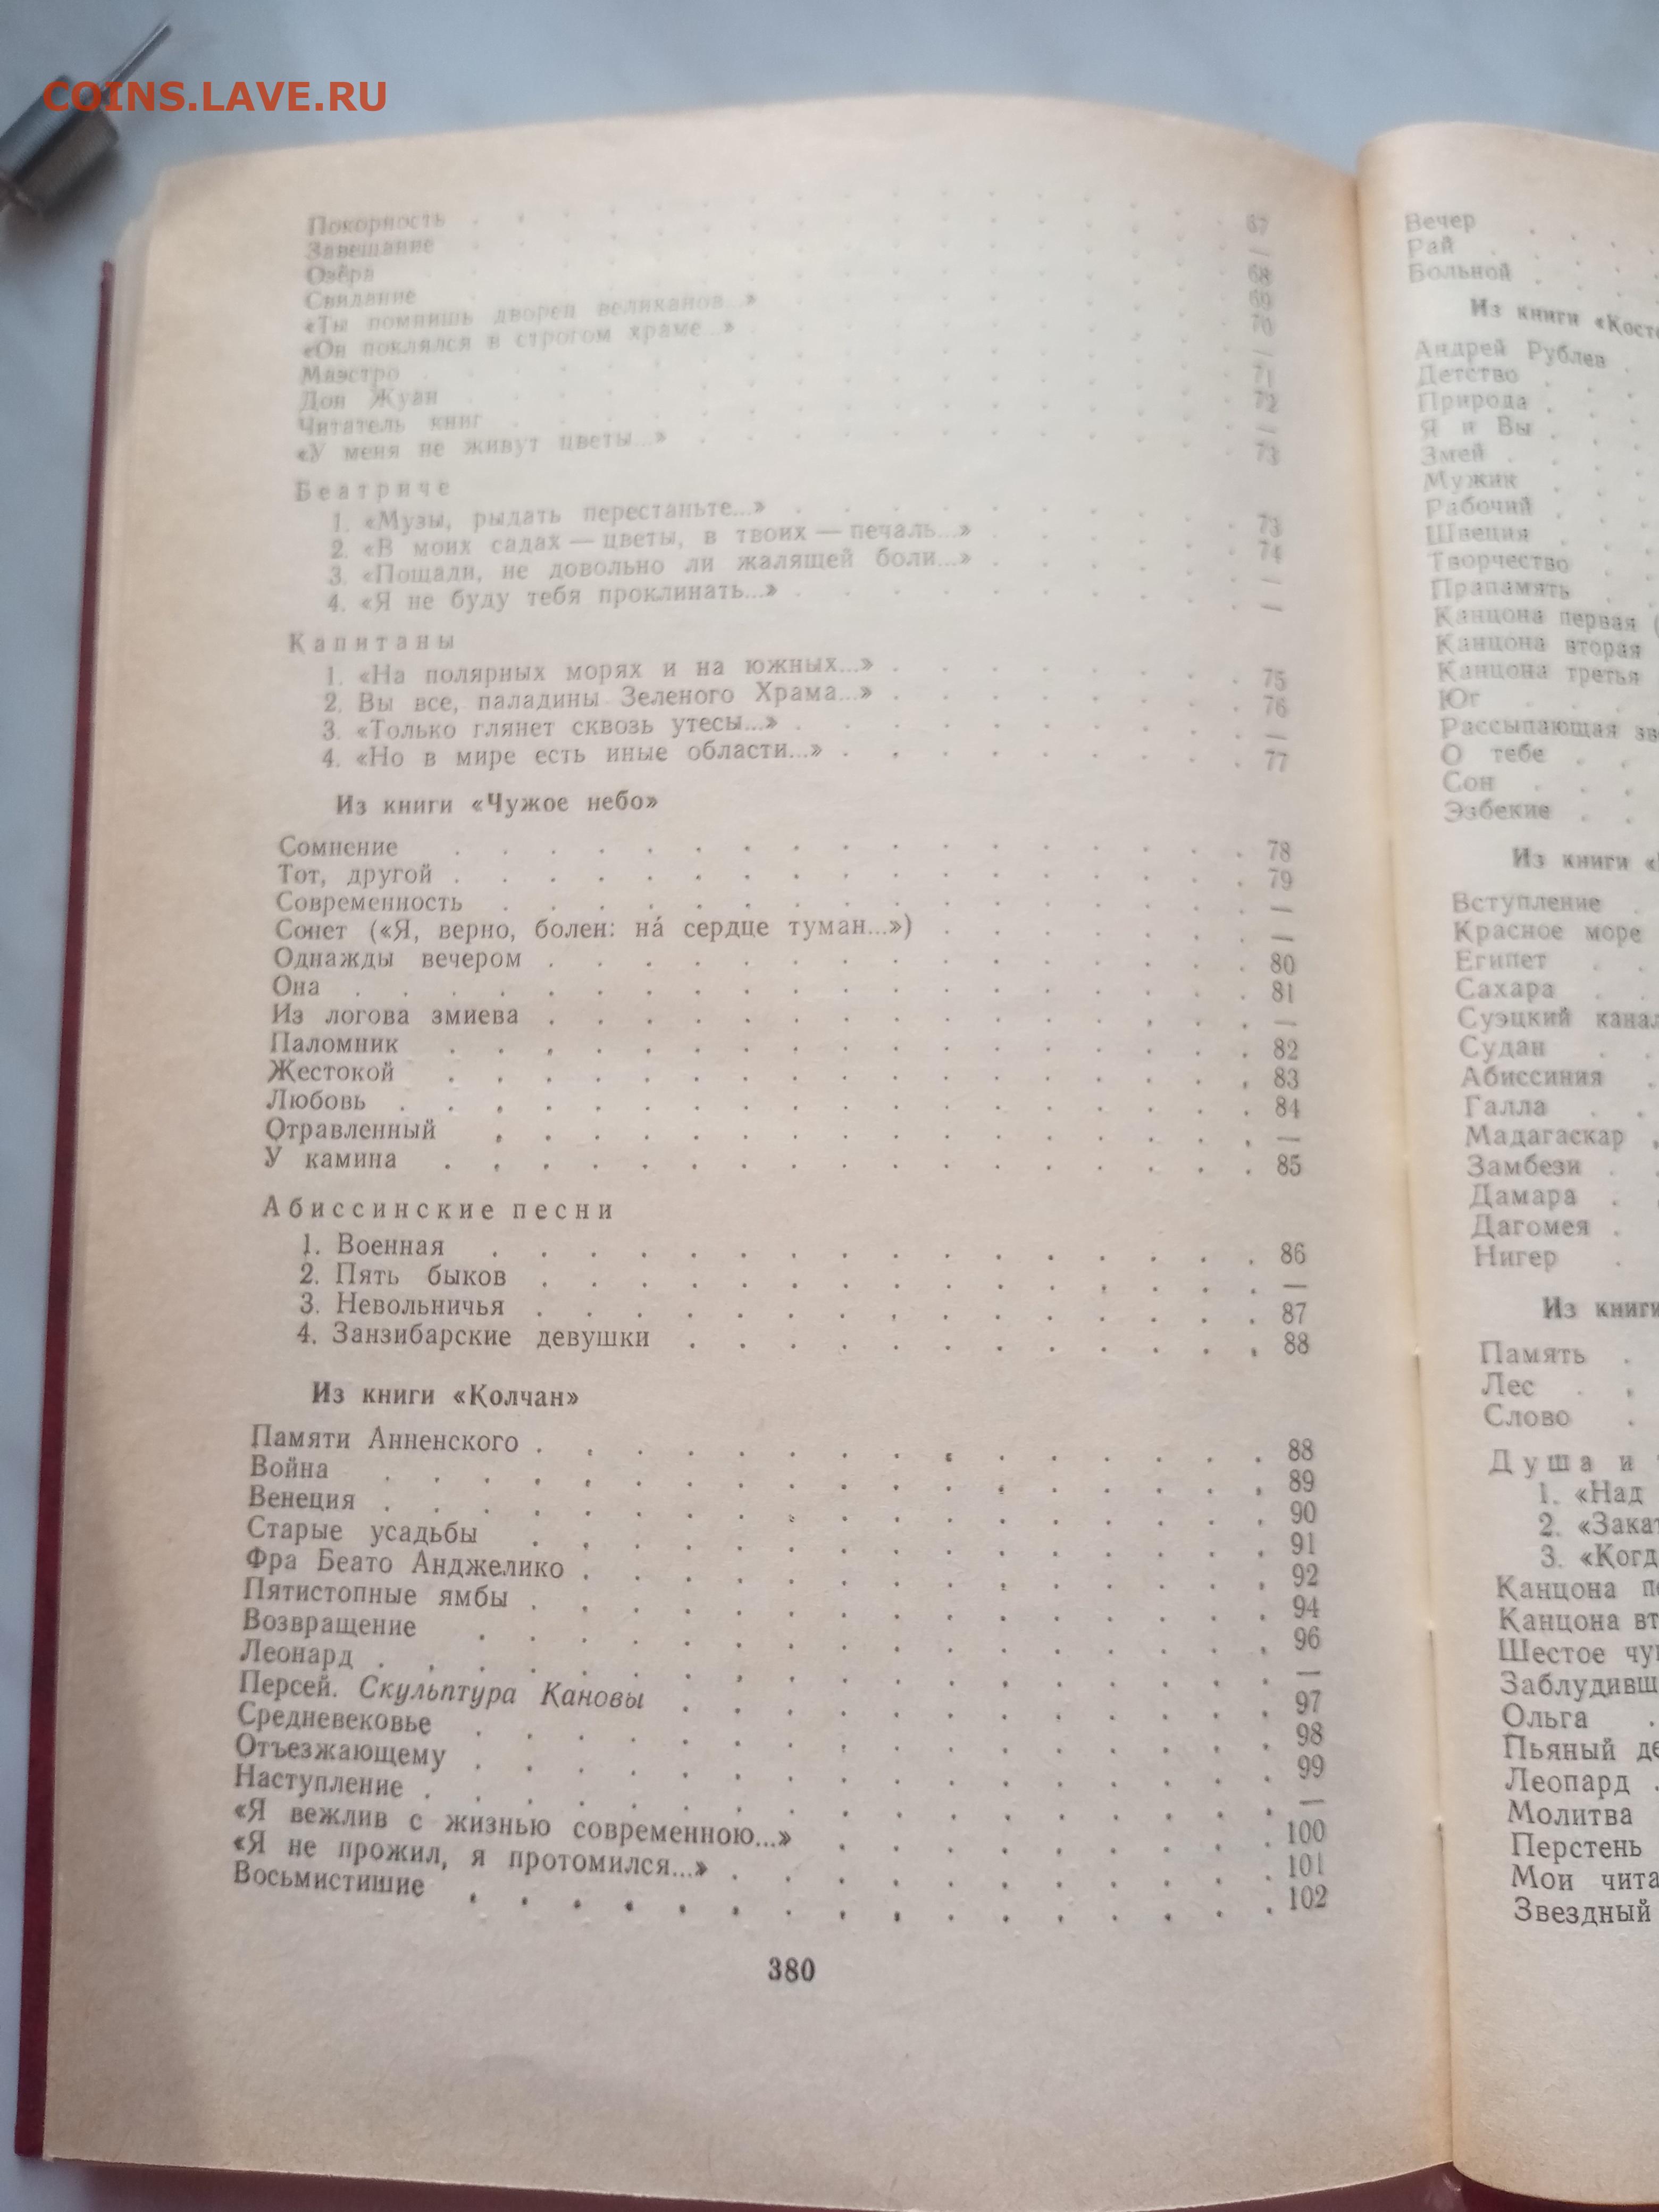 COINS.LAVE.RU
Покорность 67
Завещание —
Озёра 68
Свидание 69
«Ты помнишь дворец великанов...» 70
«Он поклялся в строгом храме...» —
Маэстро 71
Дон Жуан 72
Читатель книг —
«У меня не живут цветы...» 73
Беатриче
1. «Музы, рыдать перестаньте...» 73
2. «В моих садах — цветы, в твоих — печаль...» 74
3. «Пощади, не довольно ли жалящей боли...» —
4. «Я не буду тебя проклинать...» —
Капитаны
1. «На полярных морях и на южных...» 75
2. Вы все, паладины Зеленого Храма...» 76
3. «Только глянет сквозь утесы...» —
4. «Но в мире есть иные области...» 77
Из книги «Чужое небо»
Сомнение 78
Тот, другой 79
Современность —
Сонет («Я, верно, болен: на́ сердце туман...») —
Однажды вечером 80
Она 81
Из логова змиева —
Паломник 82
Жестокой 83
Любовь 84
Отравленный —
У камина 85
Абиссинские песни
1. Военная 86
2. Пять быков —
3. Невольничья 87
4. Занзибарские девушки 88
Из книги «Колчан»
Памяти Анненского 88
Война 89
Венеция 90
Старые усадьбы 91
Фра Беато Анджелико 92
Пятистопные ямбы 94
Возвращение 96
Леонард —
Персей. Скульптура Кановы 97
Средневековье 98
Отъезжающему 99
Наступление —
«Я вежлив с жизнью современною...» 100
«Я не прожил, я протомился...» 101
Восьмистишие 102
380
Вечер
Рай
Больной
Из книги «Кост
Андрей Рублев
Детство
Природа
Я и Вы
Змей
Мужик
Рабочий
Швеция
Творчество
Прапамять
Канцона первая (
Канцона вторая
Канцона третья
Юг
Рассыпающая зв
О тебе
Сон
Эзбекие
Из книги «
Вступление
Красное море
Египет
Сахара
Суэцкий канал
Судан
Абиссиния
Галла
Мадагаскар
Замбези
Дамара
Дагомея
Нигер
Из книги
Память
Лес
Слово
Душа и
1. «Над
2. «Закат
3. «Когд
Канцона пе
Канцона вт
Шестое чу
Заблудивш
Ольга
Пьяный де
Леопард
Молитва
Перстень
Мои чита
Звездный